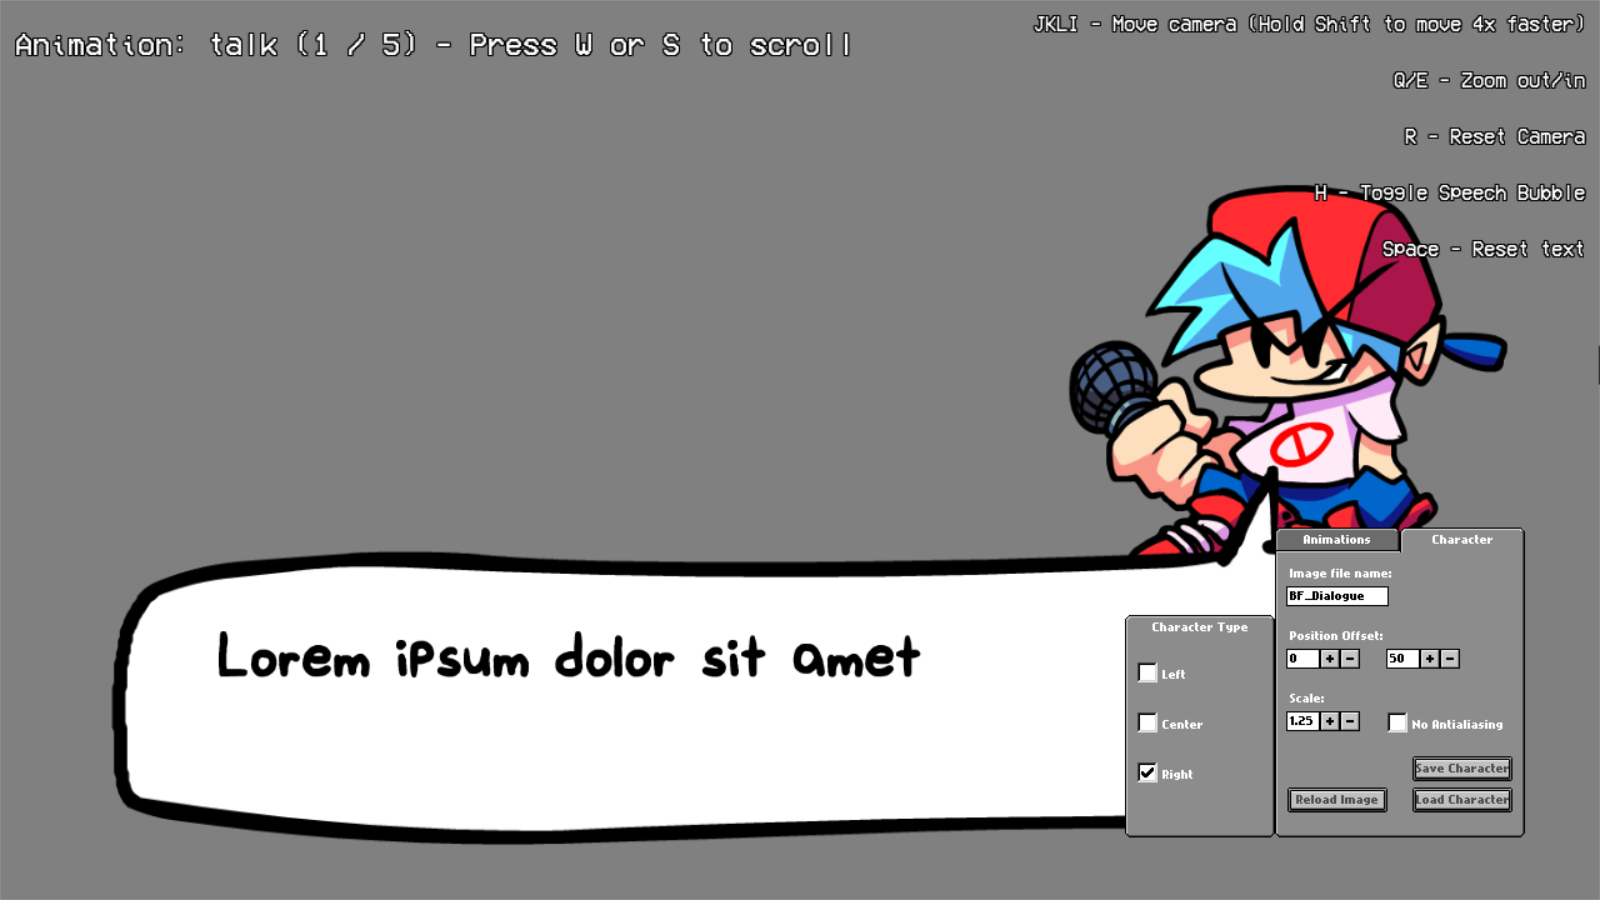 Animation: talk (1 / 5) - Press W or S to scroll
JKLI - Move camera (Hold Shift to move 4x faster)
Q/E - Zoom out/in
R - Reset Camera
H - Toggle Speech Bubble
Space - Reset text
Lorem ipsum dolor sit amet
Character Type
Left
Center
Right
Animations
Character
Image file name:
BF_Dialogue
Position Offset:
0 + - 50 + -
Scale:
1.25 + - No Antialiasing
Save Character
Reload Image
Load Character